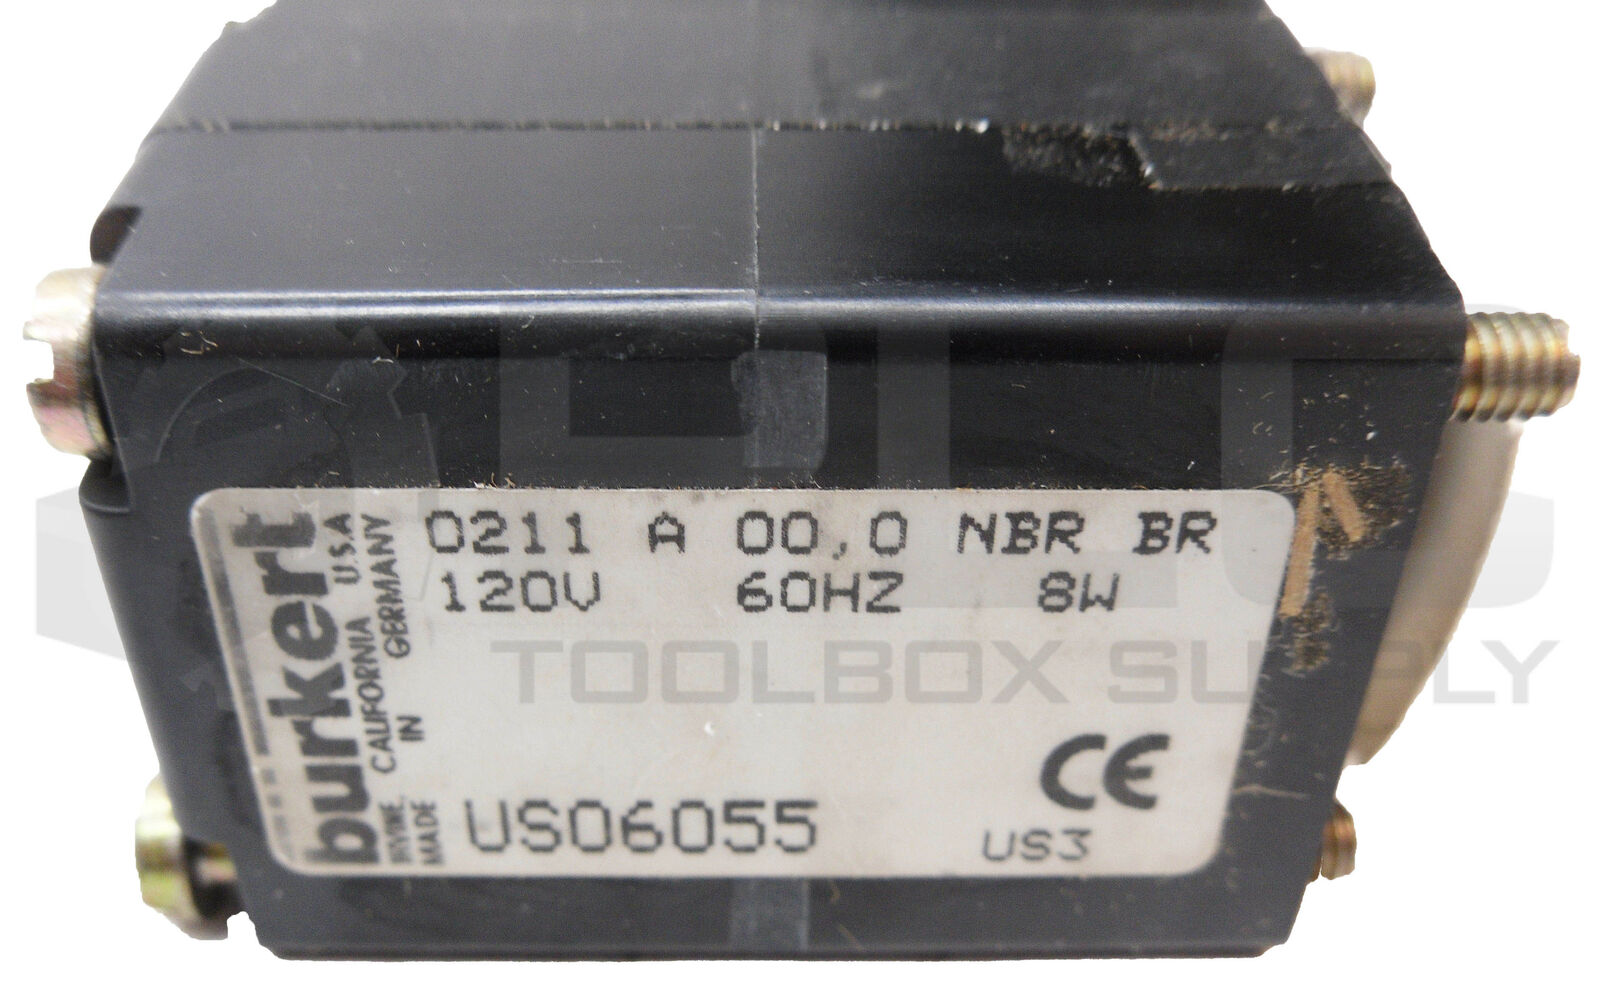 0211 A 00,0 NBR BR
120V 60HZ 8W
US06055
US3
CE
burkert
IRVINE, CALIFORNIA U.S.A
MADE IN GERMANY
PLC
TOOLBOX SUPPLY